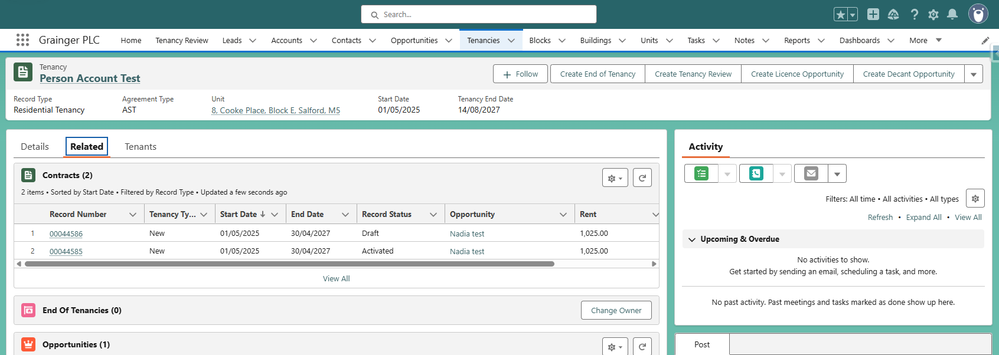 Search...
Grainger PLC Home Tenancy Review Leads Accounts Contacts Opportunities Tenancies Blocks Buildings Units Tasks Notes Reports Dashboards More
Tenancy
Person Account Test
Follow Create End of Tenancy Create Tenancy Review Create Licence Opportunity Create Decant Opportunity
Record Type Agreement Type Unit Start Date Tenancy End Date
Residential Tenancy AST 8, Cooke Place, Block E, Salford, M5 01/05/2025 14/08/2027
Details Related Tenants
Contracts (2)
2 items • Sorted by Start Date • Filtered by Record Type • Updated a few seconds ago
Record Number Tenancy Ty... Start Date End Date Record Status Opportunity Rent
1 00044586 New 01/05/2025 30/04/2027 Draft Nadia test 1,025.00
2 00044585 New 01/05/2025 30/04/2027 Activated Nadia test 1,025.00
View All
End Of Tenancies (0) Change Owner
Opportunities (1)
Activity
Filters: All time • All activities • All types
Refresh • Expand All • View All
Upcoming & Overdue
No activities to show.
Get started by sending an email, scheduling a task, and more.
No past activity. Past meetings and tasks marked as done show up here.
Post